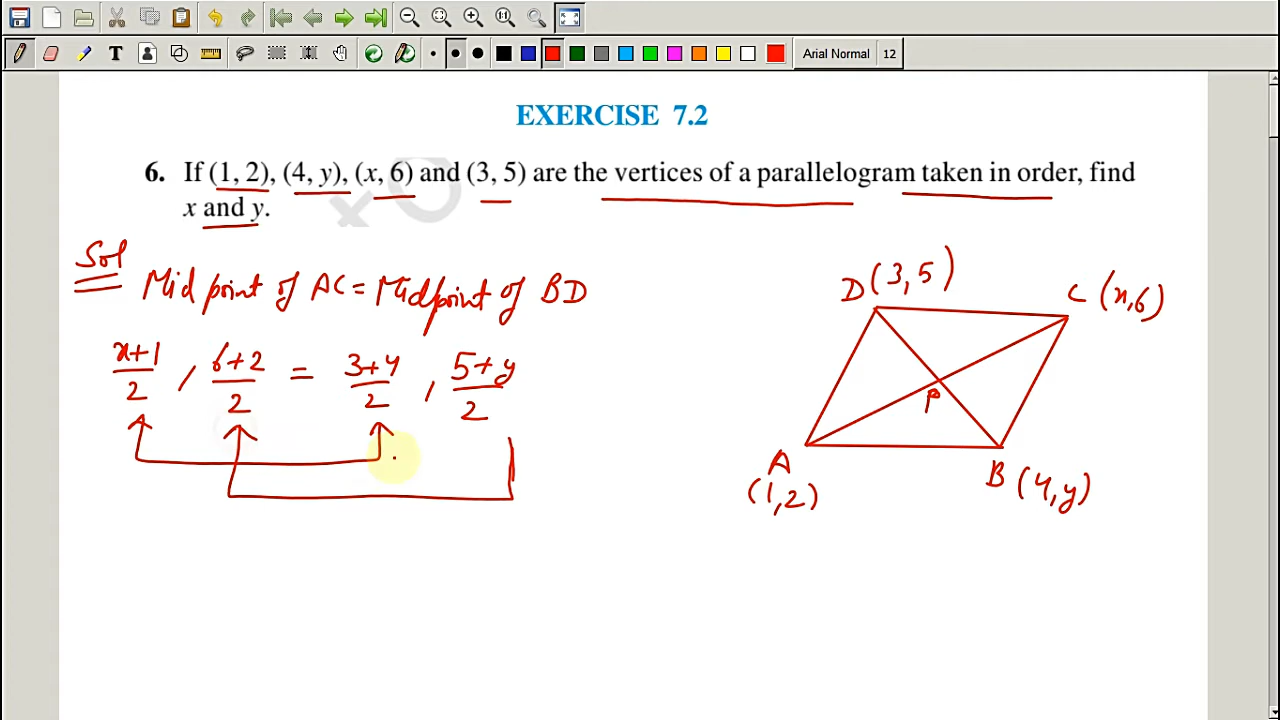 1:1
T
Arial Normal 12
EXERCISE 7.2
6. If (1, 2), (4, y), (x, 6) and (3, 5) are the vertices of a parallelogram taken in order, find
x and y.
Sol
Mid point of AC = Midpoint of BD
x+1/2 , 6+2/2 = 3+4/2 , 5+y/2
D (3,5)
C (x,6)
P
A
(1,2)
B (4,y)